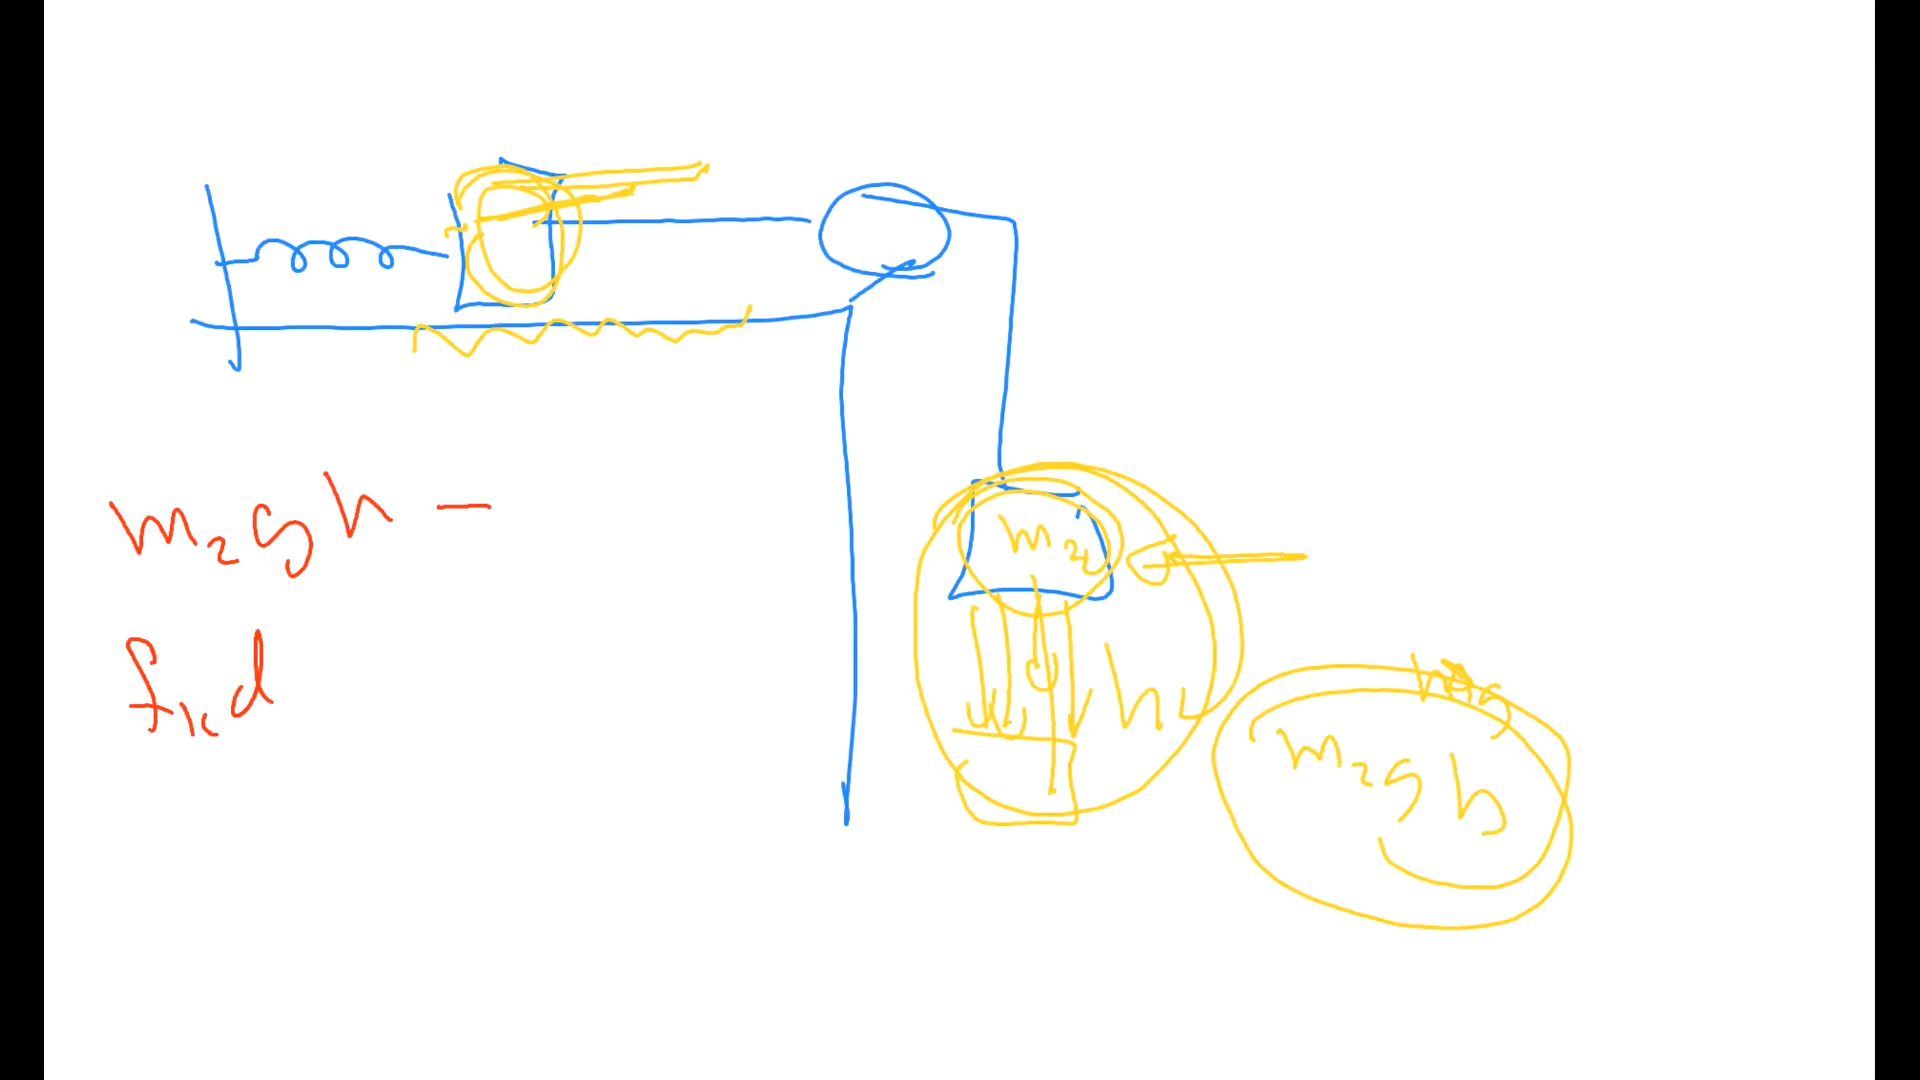 m₂gh –
fₖd
m₂
h
m₂gh